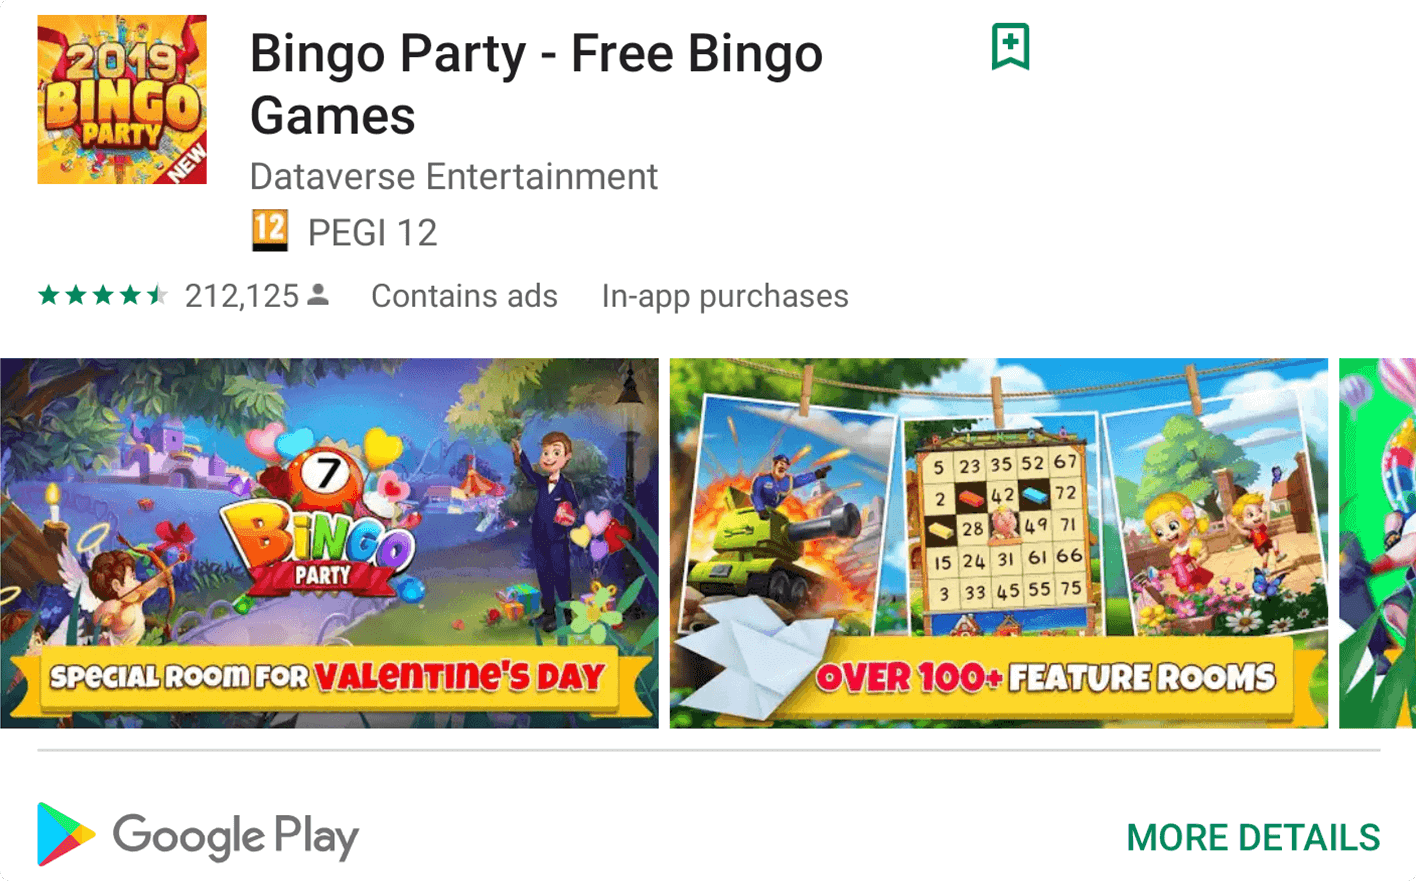 2019
BINGO
PARTY
NEW
Bingo Party - Free Bingo
Games
Dataverse Entertainment
12 PEGI 12
212,125 Contains ads In-app purchases
7
BiNGO
PARTY
SPECIAL ROOM FOR VALENTINE'S DAY
5 23 35 52 67
2 42 72
28 49 71
15 24 31 61 66
3 33 45 55 75
OVER 100+ FEATURE ROOMS
Google Play
MORE DETAILS